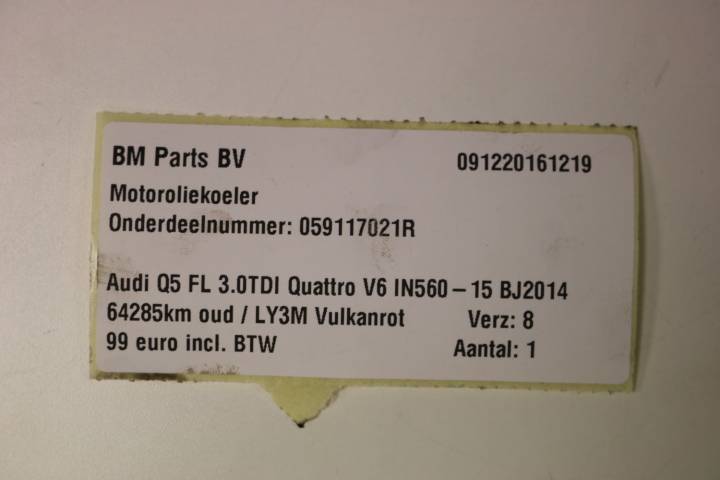 BM Parts BV 091220161219
Motoroliekoeler
Onderdeelnummer: 059117021R
Audi Q5 FL 3.0TDI Quattro V6 IN560-15 BJ2014
64285km oud / LY3M Vulkanrot Verz: 8
99 euro incl. BTW Aantal: 1